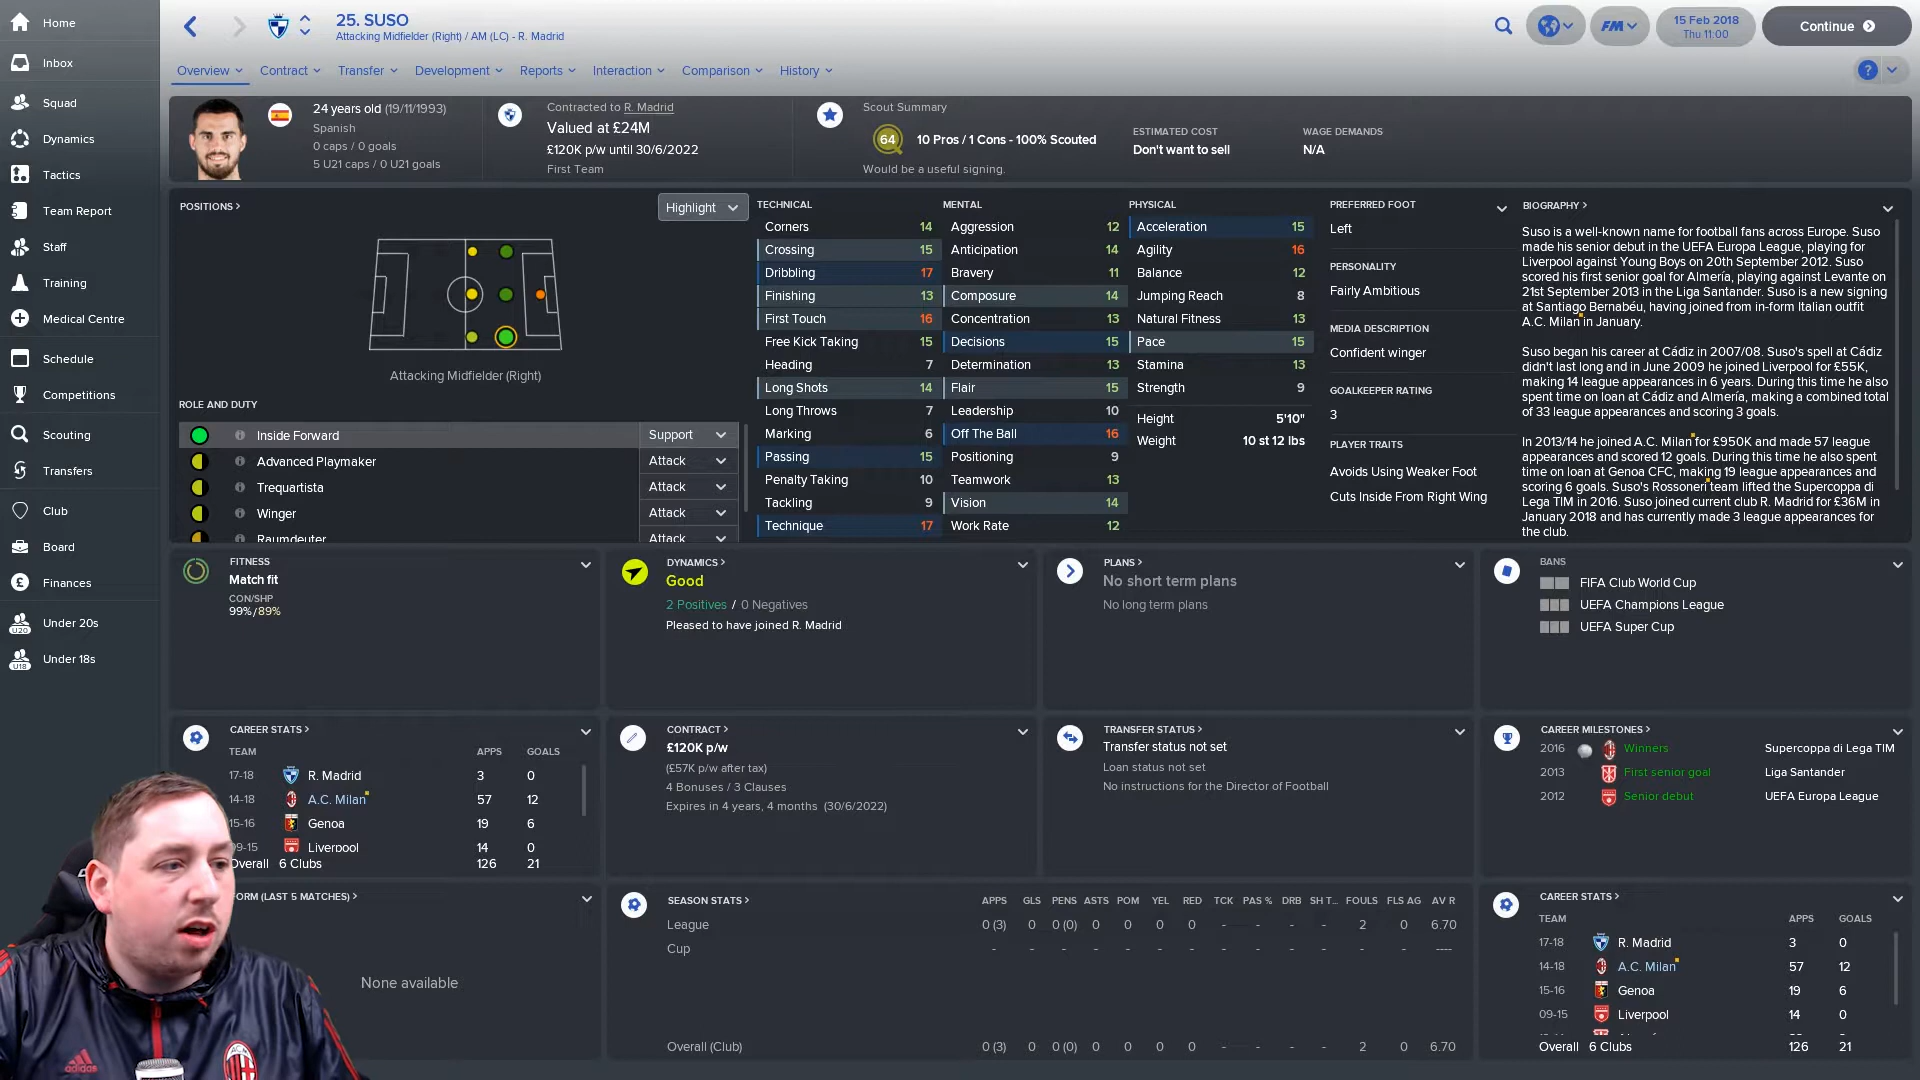 Home
Inbox
Squad
Dynamics
Tactics
Team Report
Staff
Training
Medical Centre
Schedule
Competitions
Scouting
Transfers
Club
Board
Finances
Under 20s
Under 18s
25. SUSO
Attacking Midfielder (Right) / AM (LC) - R. Madrid
FM
15 Feb 2018
Thu 11:00
Continue
Overview
Contract
Transfer
Development
Reports
Interaction
Comparison
History
24 years old (19/11/1993)
Spanish
0 caps / 0 goals
5 U21 caps / 0 U21 goals
Contracted to R. Madrid
Valued at £24M
£120K p/w until 30/6/2022
First Team
Scout Summary
64 10 Pros / 1 Cons - 100% Scouted
Would be a useful signing.
ESTIMATED COST
Don't want to sell
WAGE DEMANDS
N/A
POSITIONS >
Highlight
Attacking Midfielder (Right)
ROLE AND DUTY
Inside Forward Support
Advanced Playmaker Attack
Trequartista Attack
Winger Attack
Raumdeuter Attack
TECHNICAL
Corners 14
Crossing 15
Dribbling 17
Finishing 13
First Touch 16
Free Kick Taking 15
Heading 7
Long Shots 14
Long Throws 7
Marking 6
Passing 15
Penalty Taking 10
Tackling 9
Technique 17
MENTAL
Aggression 12
Anticipation 14
Bravery 11
Composure 14
Concentration 13
Decisions 15
Determination 13
Flair 15
Leadership 10
Off The Ball 16
Positioning 9
Teamwork 13
Vision 14
Work Rate 12
PHYSICAL
Acceleration 15
Agility 16
Balance 12
Jumping Reach 8
Natural Fitness 13
Pace 15
Stamina 13
Strength 9
Height 5'10"
Weight 10 st 12 lbs
PREFERRED FOOT
Left
PERSONALITY
Fairly Ambitious
MEDIA DESCRIPTION
Confident winger
GOALKEEPER RATING
3
PLAYER TRAITS
Avoids Using Weaker Foot
Cuts Inside From Right Wing
BIOGRAPHY >
Suso is a well-known name for football fans across Europe. Suso
made his senior debut in the UEFA Europa League, playing for
Liverpool against Young Boys on 20th September 2012. Suso
scored his first senior goal for Almería, playing against Levante on
21st September 2013 in the Liga Santander. Suso is a new signing
at Santiago Bernabéu, having joined from in-form Italian outfit
A.C. Milan in January.
Suso began his career at Cádiz in 2007/08. Suso's spell at Cádiz
didn't last long and in June 2009 he joined Liverpool for £55K,
making 14 league appearances in 6 years. During this time he also
spent time on loan at Cádiz and Almería, making a combined total
of 33 league appearances and scoring 3 goals.
In 2013/14 he joined A.C. Milan for £950K and made 57 league
appearances and scored 12 goals. During this time he also spent
time on loan at Genoa CFC, making 19 league appearances and
scoring 6 goals. Suso's Rossoneri team lifted the Supercoppa di
Lega TIM in 2016. Suso joined current club R. Madrid for £36M in
January 2018 and has currently made 3 league appearances for
the club.
FITNESS
Match fit
CON/SHP
99%/89%
DYNAMICS >
Good
2 Positives / 0 Negatives
Pleased to have joined R. Madrid
PLANS >
No short term plans
No long term plans
BANS
FIFA Club World Cup
UEFA Champions League
UEFA Super Cup
CAREER STATS >
TEAM APPS GOALS
17-18 R. Madrid 3 0
14-18 A.C. Milan 57 12
15-16 Genoa 19 6
09-15 Liverpool 14 0
Overall 6 Clubs 126 21
CONTRACT >
£120K p/w
(£57K p/w after tax)
4 Bonuses / 3 Clauses
Expires in 4 years, 4 months (30/6/2022)
TRANSFER STATUS >
Transfer status not set
Loan status not set
No instructions for the Director of Football
CAREER MILESTONES >
2016 Winners Supercoppa di Lega TIM
2013 First senior goal Liga Santander
2012 Senior debut UEFA Europa League
ORM (LAST 5 MATCHES) >
None available
SEASON STATS > APPS GLS PENS ASTS POM YEL RED TCK PAS % DRB SH T... FOULS FLS AG AV R
League 0 (3) 0 0 (0) 0 0 0 0 - - - - 2 0 6.70
Cup - - - - - - - - - - - - - ----
Overall (Club) 0 (3) 0 0 (0) 0 0 0 0 - - - - 2 0 6.70
CAREER STATS >
TEAM APPS GOALS
17-18 R. Madrid 3 0
14-18 A.C. Milan 57 12
15-16 Genoa 19 6
09-15 Liverpool 14 0
Overall 6 Clubs 126 21
adidas